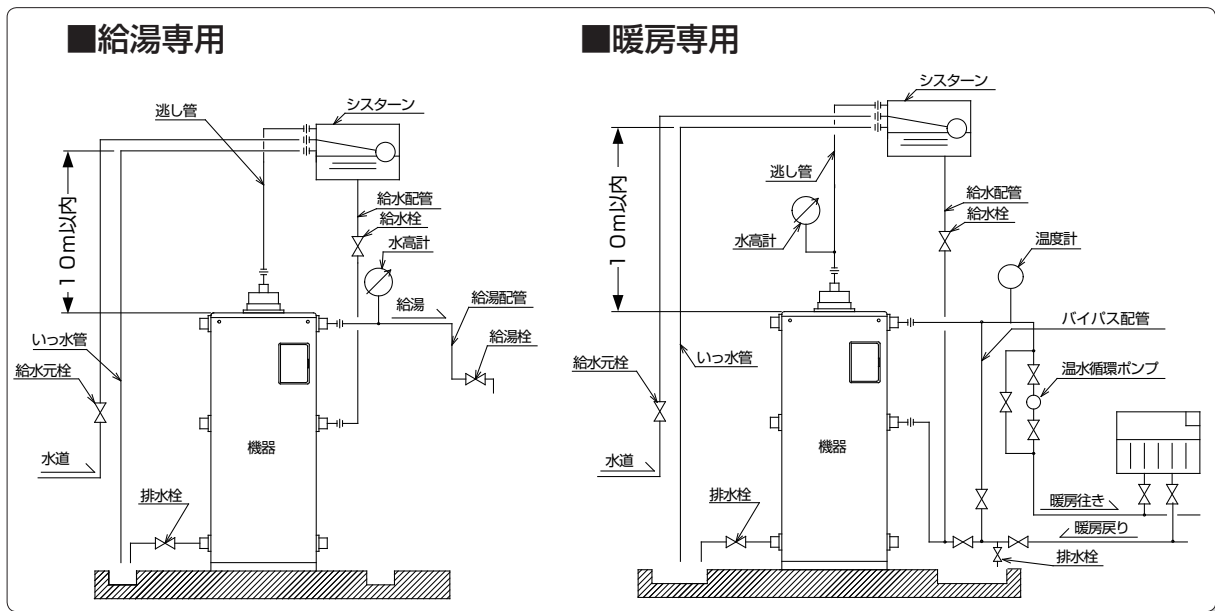 ■給湯専用
シスターン
逃し管
10m以内
給水配管
給水栓
水高計
給湯
給湯配管
いっ水管
給湯栓
給水元栓
機器
水道
排水栓
■暖房専用
シスターン
逃し管
10m以内
給水配管
給水栓
水高計
温度計
バイパス配管
いっ水管
温水循環ポンプ
給水元栓
機器
水道
排水栓
暖房往き
暖房戻り
排水栓